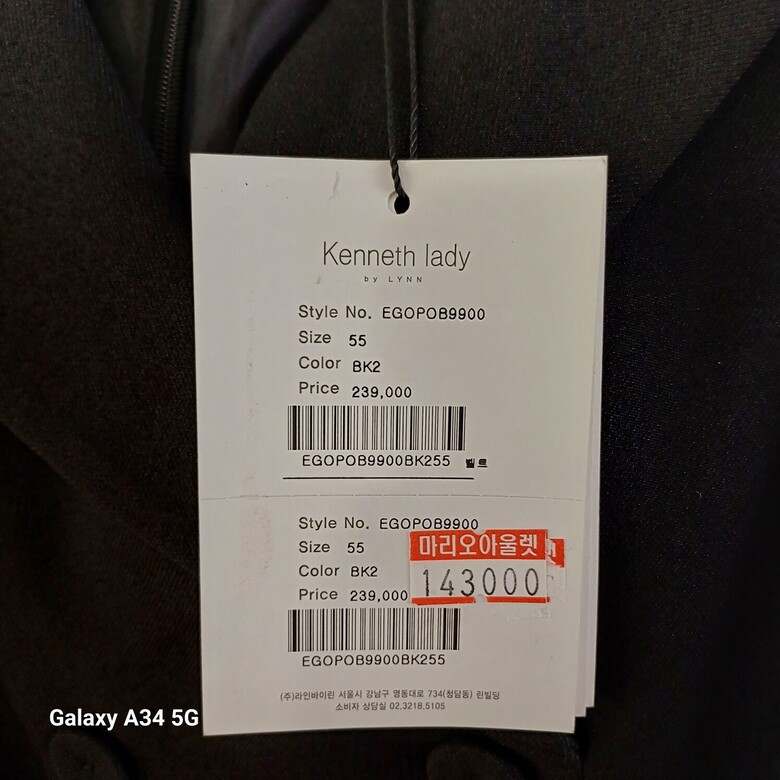 Kenneth lady
by LYNN
Style No. EGOPOB9900
Size 55
Color BK2
Price 239,000
EGOPOB9900BK255 벨트
Style No. EGOPOB9900
Size 55
Color BK2
Price 239,000
마리오아울렛
143000
EGOPOB9900BK255
(주)라인바이린 서울시 강남구 영동대로 734(청담동) 린빌딩
소비자 상담실 02.3218.5105
Galaxy A34 5G